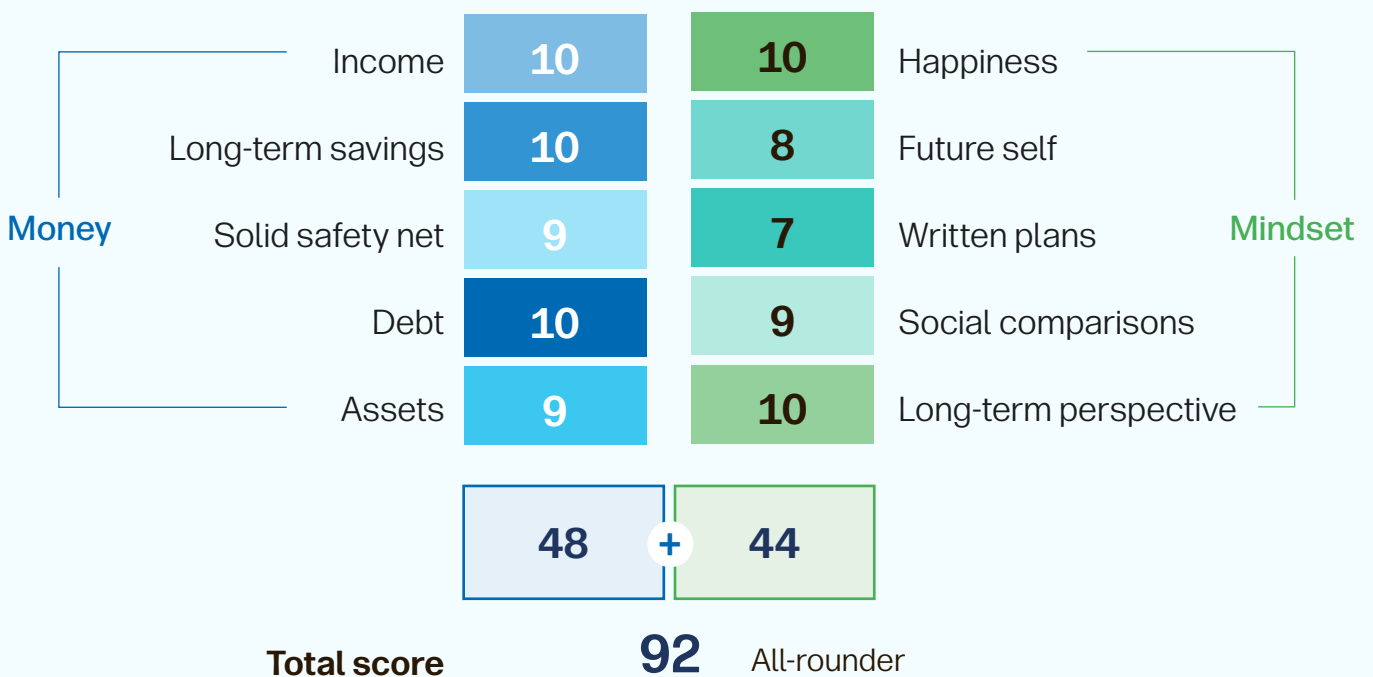 Income 10 10 Happiness
Long-term savings 10 8 Future self
Money Solid safety net 9 7 Written plans Mindset
Debt 10 9 Social comparisons
Assets 9 10 Long-term perspective
48 + 44
Total score 92 All-rounder